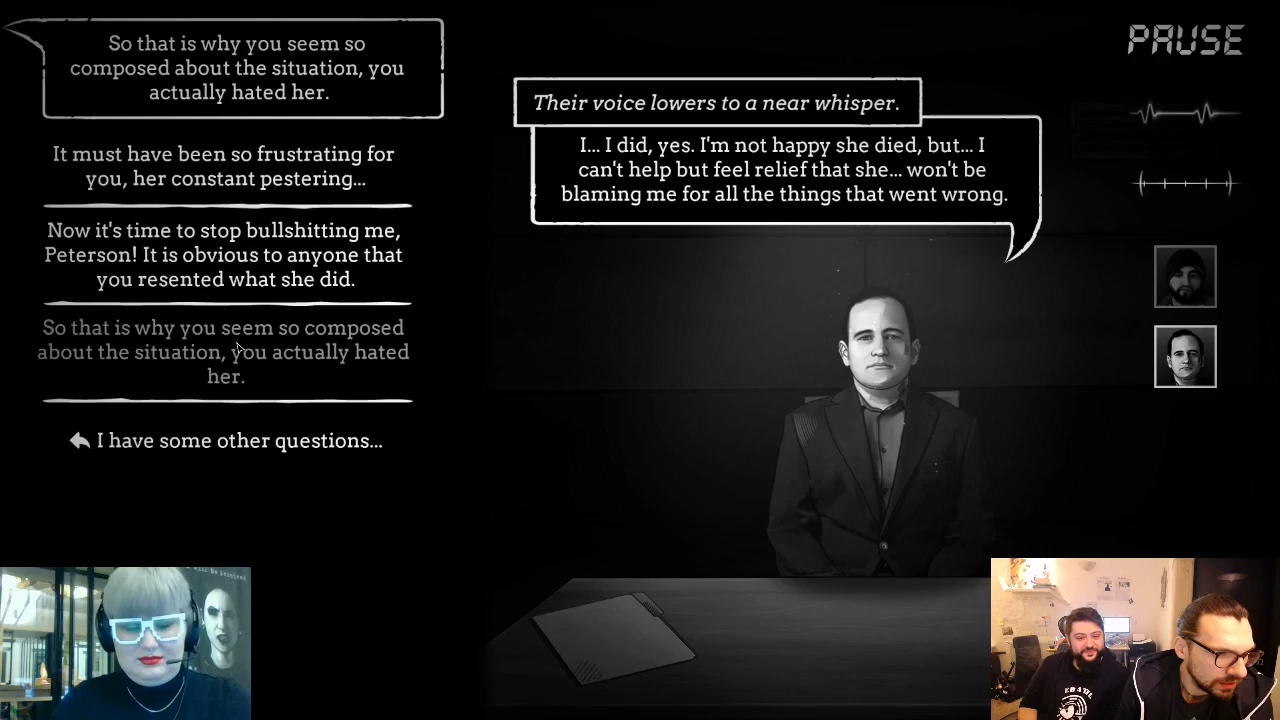 So that is why you seem so
composed about the situation, you
actually hated her.
It must have been so frustrating for
you, her constant pestering...
Now it's time to stop bullshitting me,
Peterson! It is obvious to anyone that
you resented what she did.
So that is why you seem so composed
about the situation, you actually hated
her.
I have some other questions...
Their voice lowers to a near whisper.
I... I did, yes. I'm not happy she died, but... I
can't help but feel relief that she... won't be
blaming me for all the things that went wrong.
PAUSE